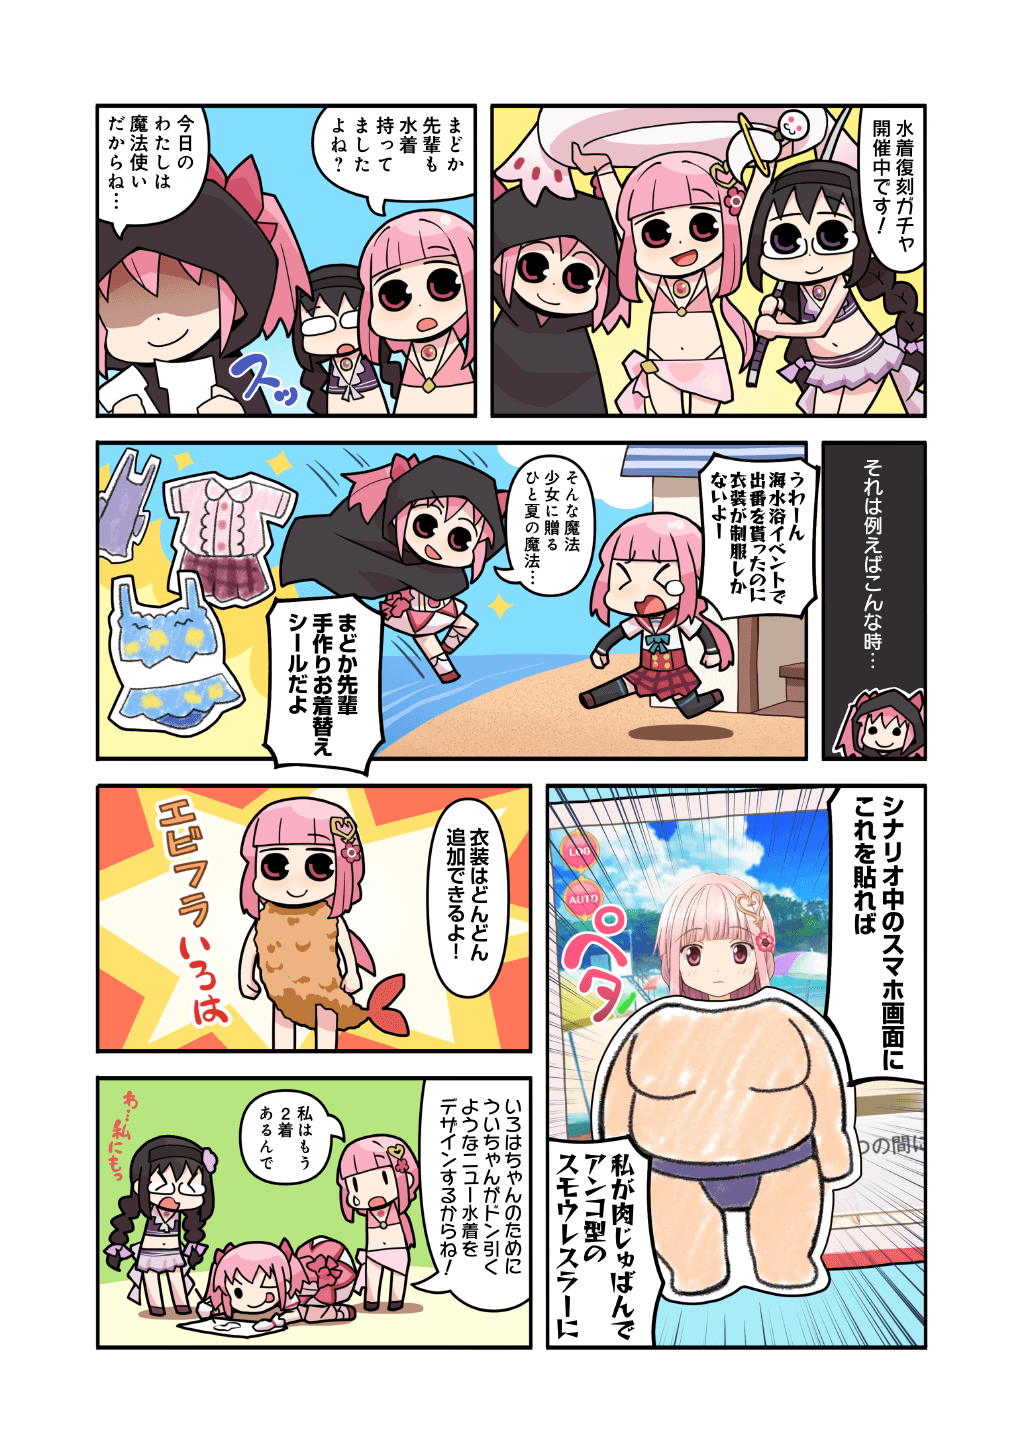 水着復刻ガチャ
開催中です！
まどか
先輩も
水着
持って
ました
よね？
今日の
わたしは
魔法使い
だからね…
スッ
それは例えばこんな時…
うわーん
海水浴イベントで
出番を貰ったのに
衣装が制服しか
ないよー
そんな魔法
少女に贈る
ひと夏の魔法…
まどか先輩
手作りお着替え
シールだよ
シナリオ中のスマホ画面に
これを貼れば
LOG
AUTO
ペタ
つの間に
私が肉じゅばんで
アンコ型の
スモウレスラーに
衣装はどんどん
追加できるよ！
エビフライろは
いろはちゃんのために
ういちゃんがドン引く
ようなニュー水着を
デザインするからね！
私はもう
2着
あるんで
わ…私にもっ